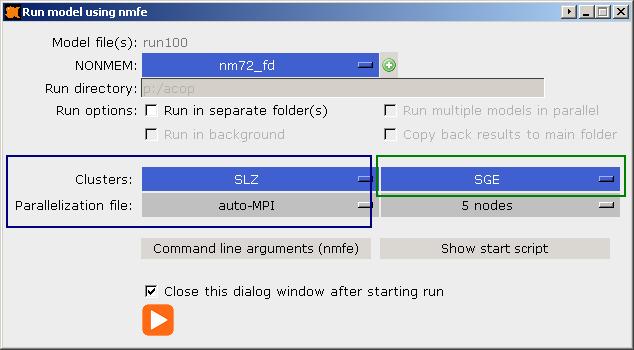 Run model using nmfe
Model file(s): run100
NONMEM: nm72_fd
Run directory: p:/acop
Run options: Run in separate folder(s) Run multiple models in parallel
Run in background Copy back results to main folder
Clusters: SLZ SGE
Parallelization file: auto-MPI 5 nodes
Command line arguments (nmfe) Show start script
Close this dialog window after starting run